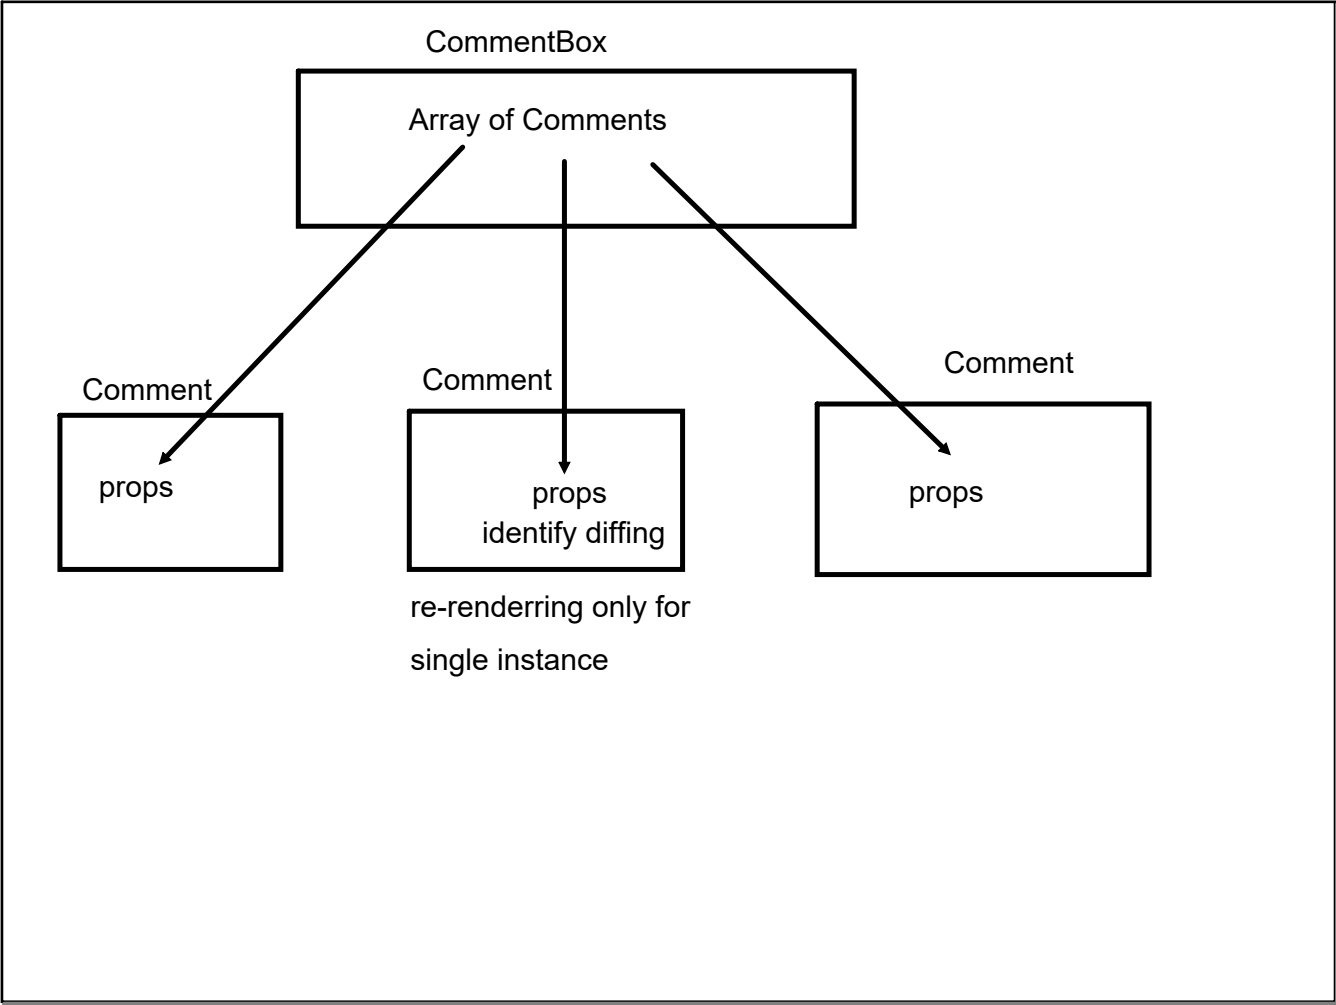 CommentBox
Array of Comments
Comment
props
Comment
props
identify diffing
re-renderring only for
single instance
Comment
props